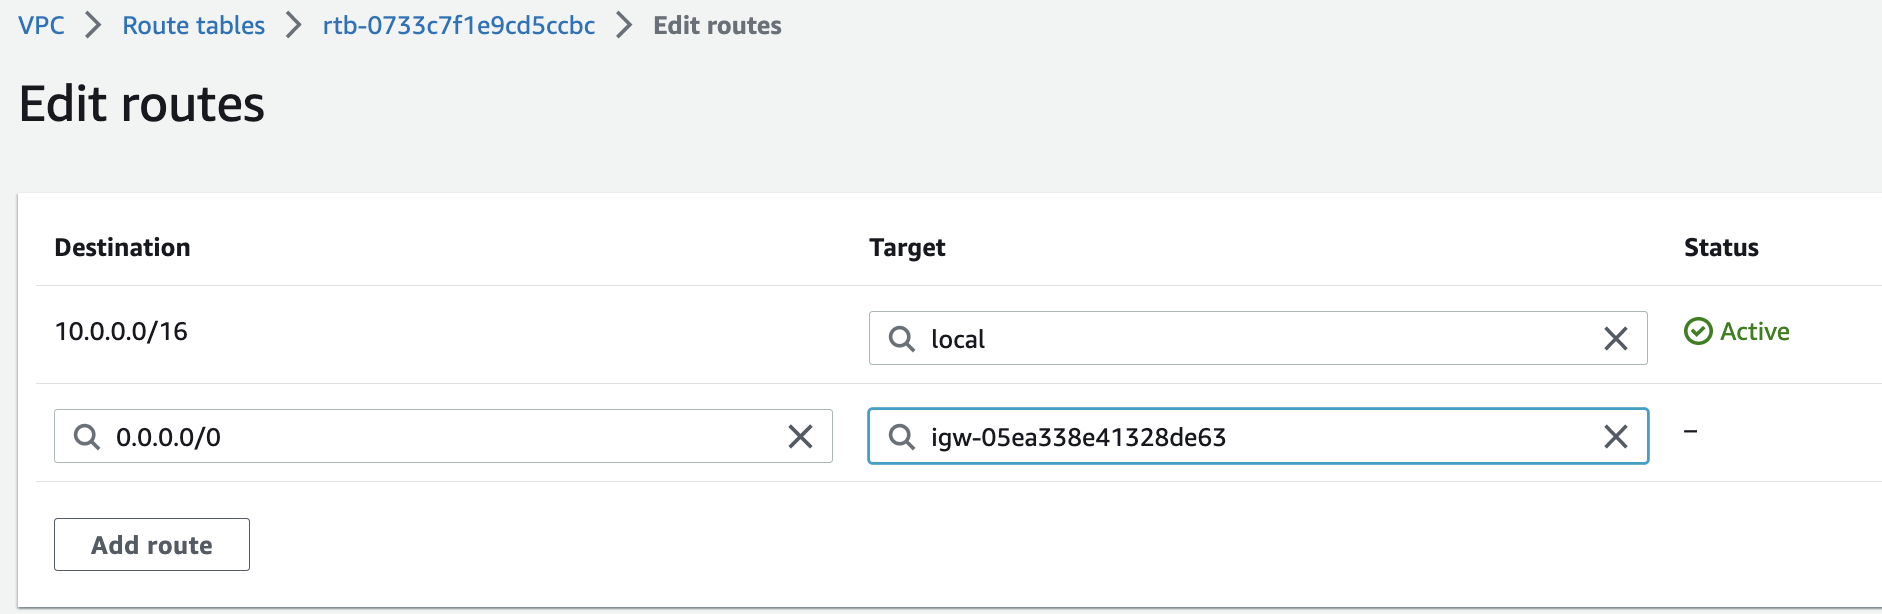 VPC > Route tables > rtb-0733c7f1e9cd5ccbc > Edit routes
Edit routes
Destination Target Status
10.0.0.0/16 local Active
0.0.0.0/0 igw-05ea338e41328de63 –
Add route